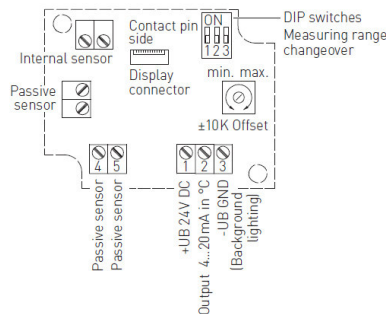 Contact pin
side
ON
1 2 3
DIP switches
Measuring range
changeover
Internal sensor
Display
connector
min. max.
Passive
sensor
±10K Offset
4 5
1 2 3
Passive sensor
Passive sensor
+UB 24V DC
Output 4...20mA in °C
-UB GND
(Background
lighting)